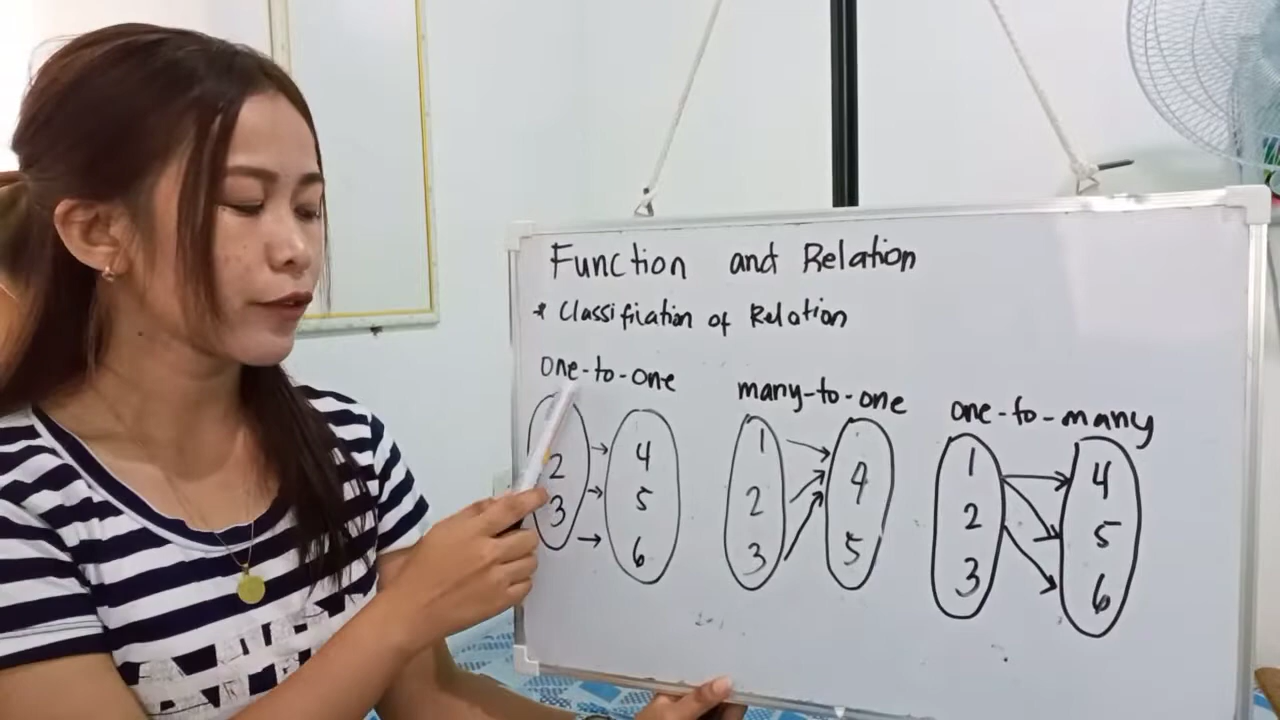 Function and Relation
* Classification of Relation
one-to-one many-to-one one-to-many
2 3 4 5 6
1 2 3 4 5
1 2 3 4 5 6